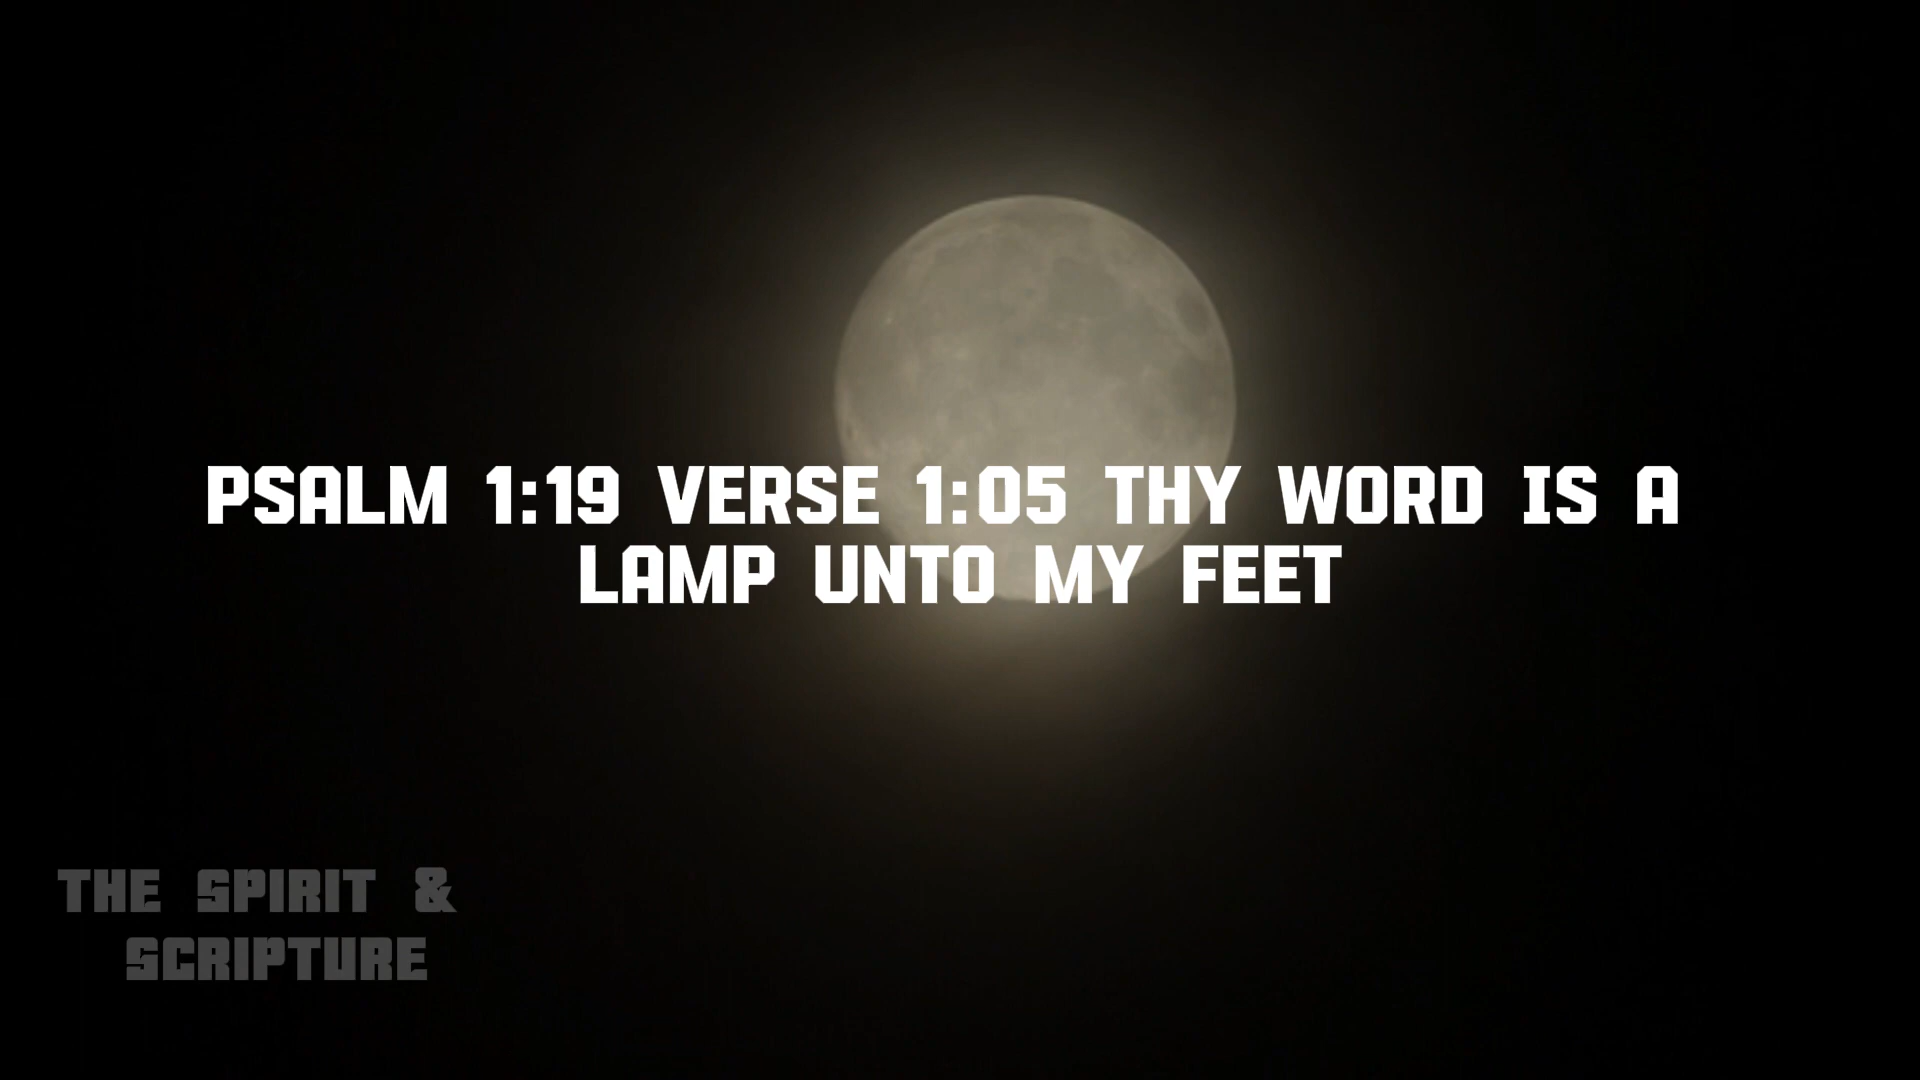 PSALM 1:19 VERSE 1:05 THY WORD IS A
LAMP UNTO MY FEET
THE SPIRIT &
SCRIPTURE